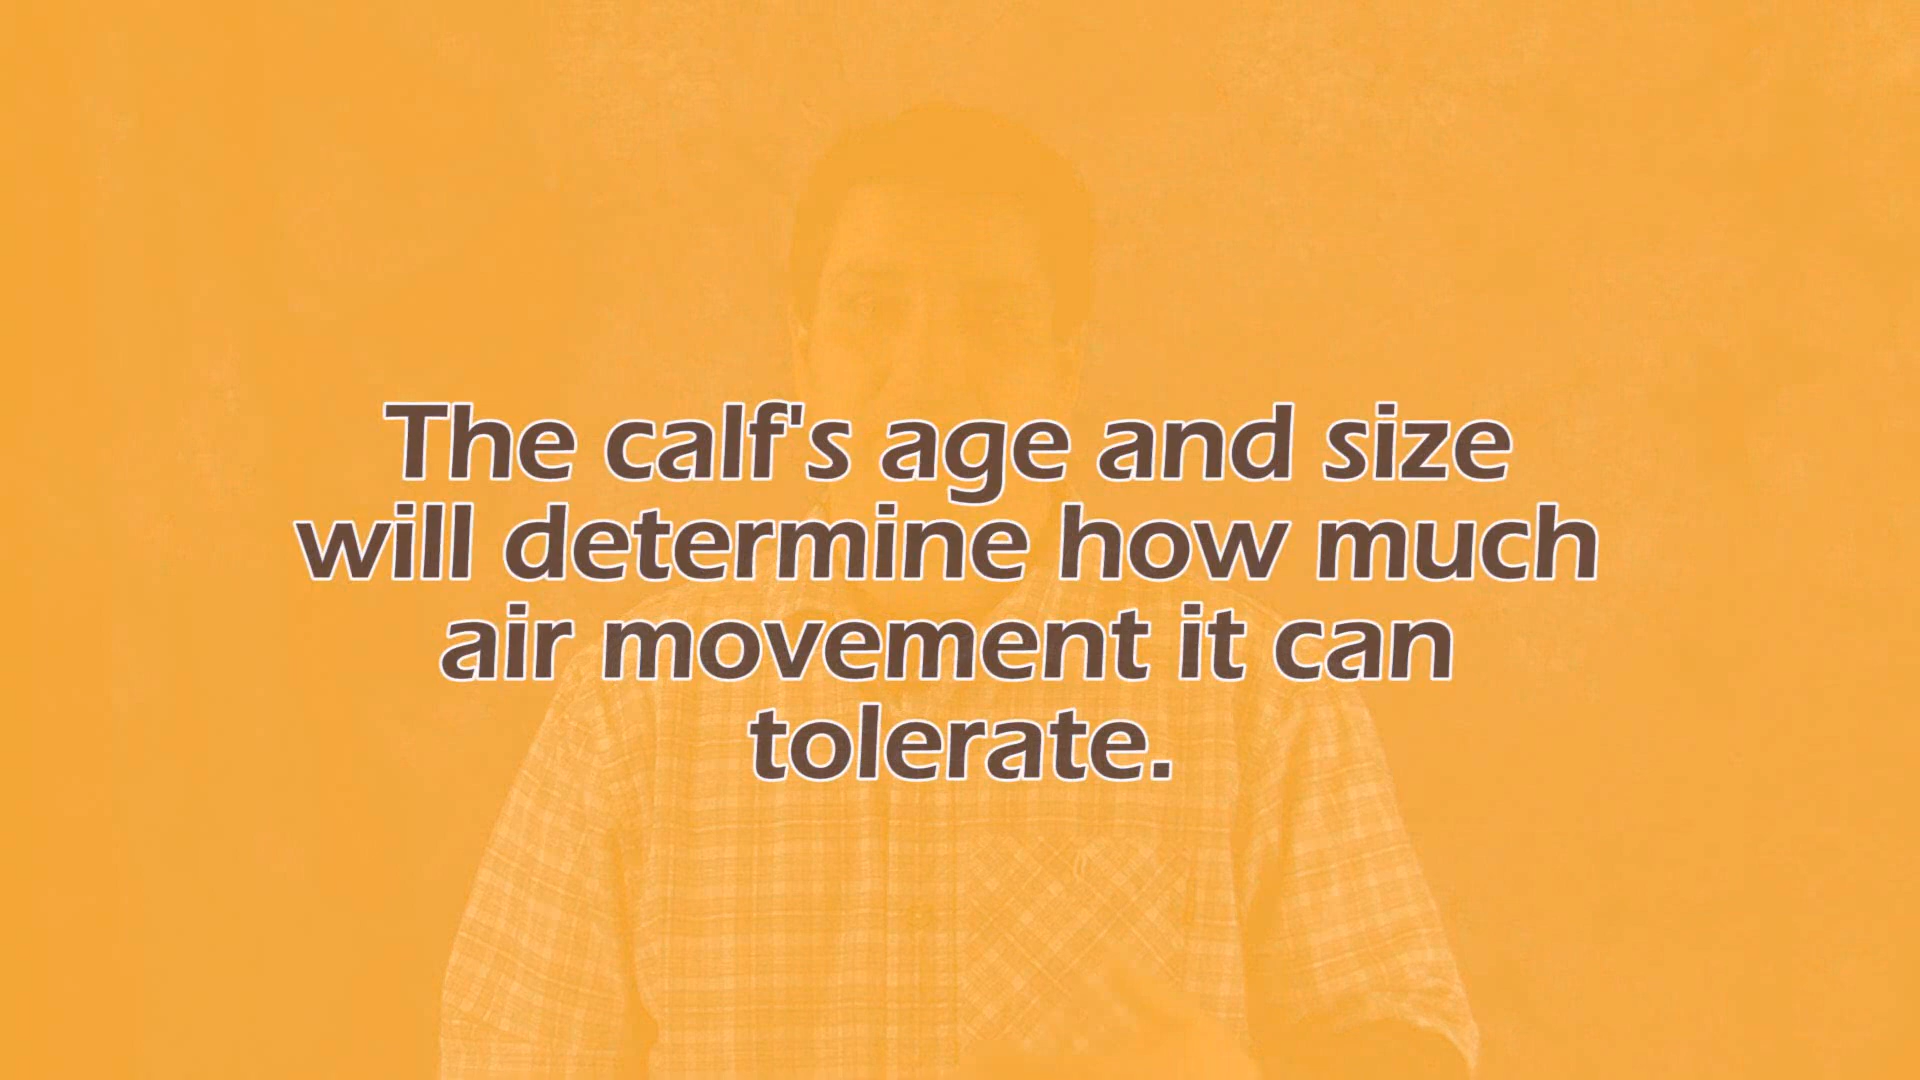 The calf's age and size
will determine how much
air movement it can
tolerate.